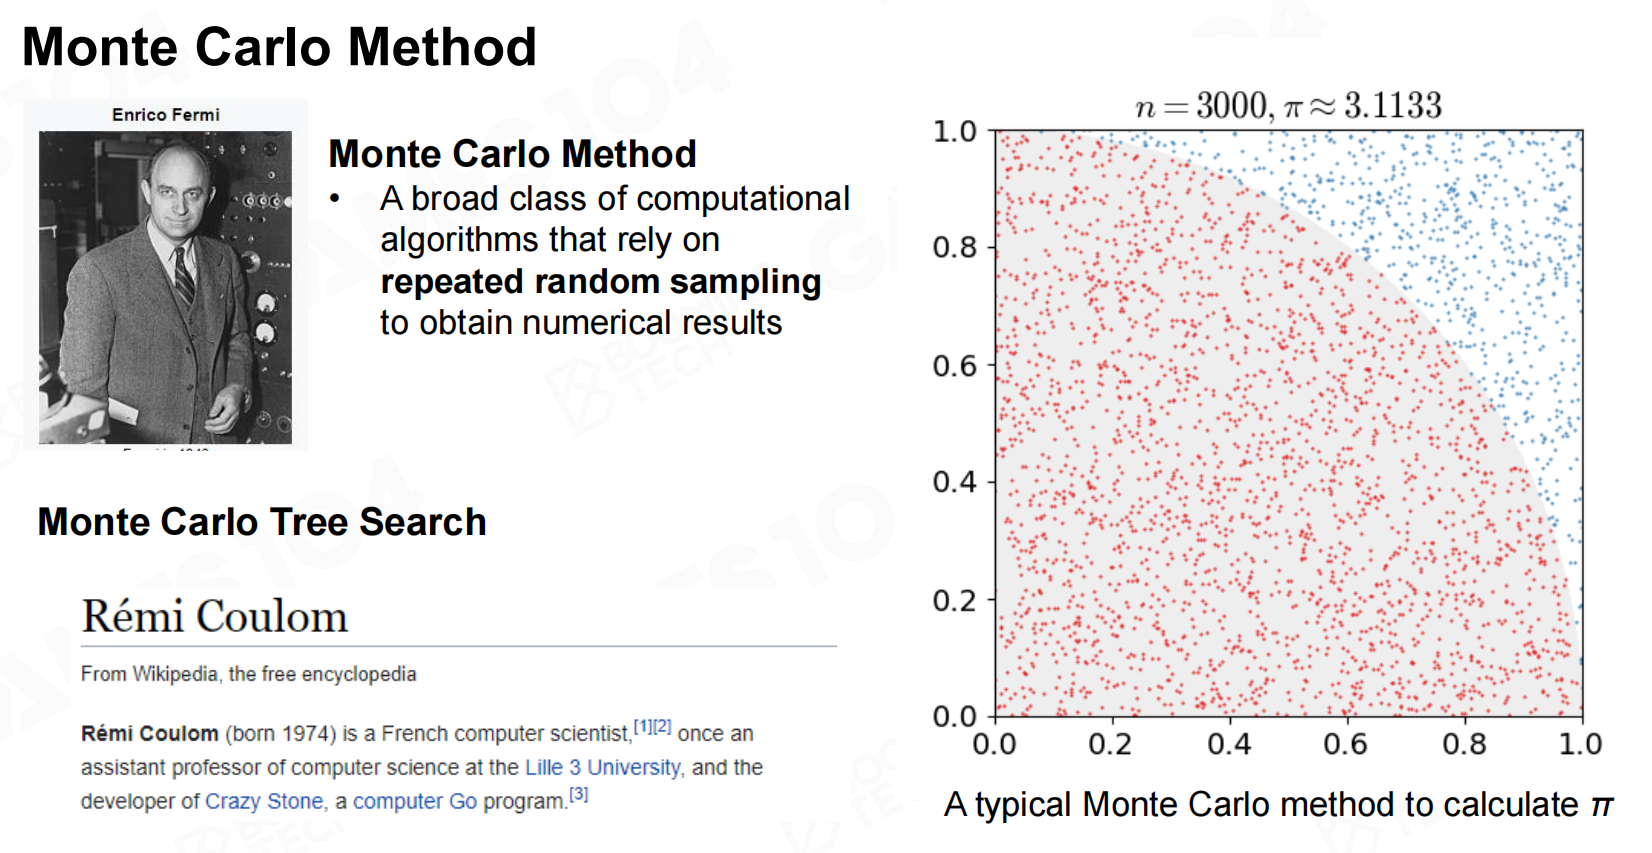 Monte Carlo Method
Enrico Fermi
Monte Carlo Method
• A broad class of computational
algorithms that rely on
repeated random sampling
to obtain numerical results
Monte Carlo Tree Search
Rémi Coulom
From Wikipedia, the free encyclopedia
Rémi Coulom (born 1974) is a French computer scientist,[1][2] once an
assistant professor of computer science at the Lille 3 University, and the
developer of Crazy Stone, a computer Go program.[3]
n = 3000, π ≈ 3.1133
1.0
0.8
0.6
0.4
0.2
0.0
0.0 0.2 0.4 0.6 0.8 1.0
A typical Monte Carlo method to calculate π